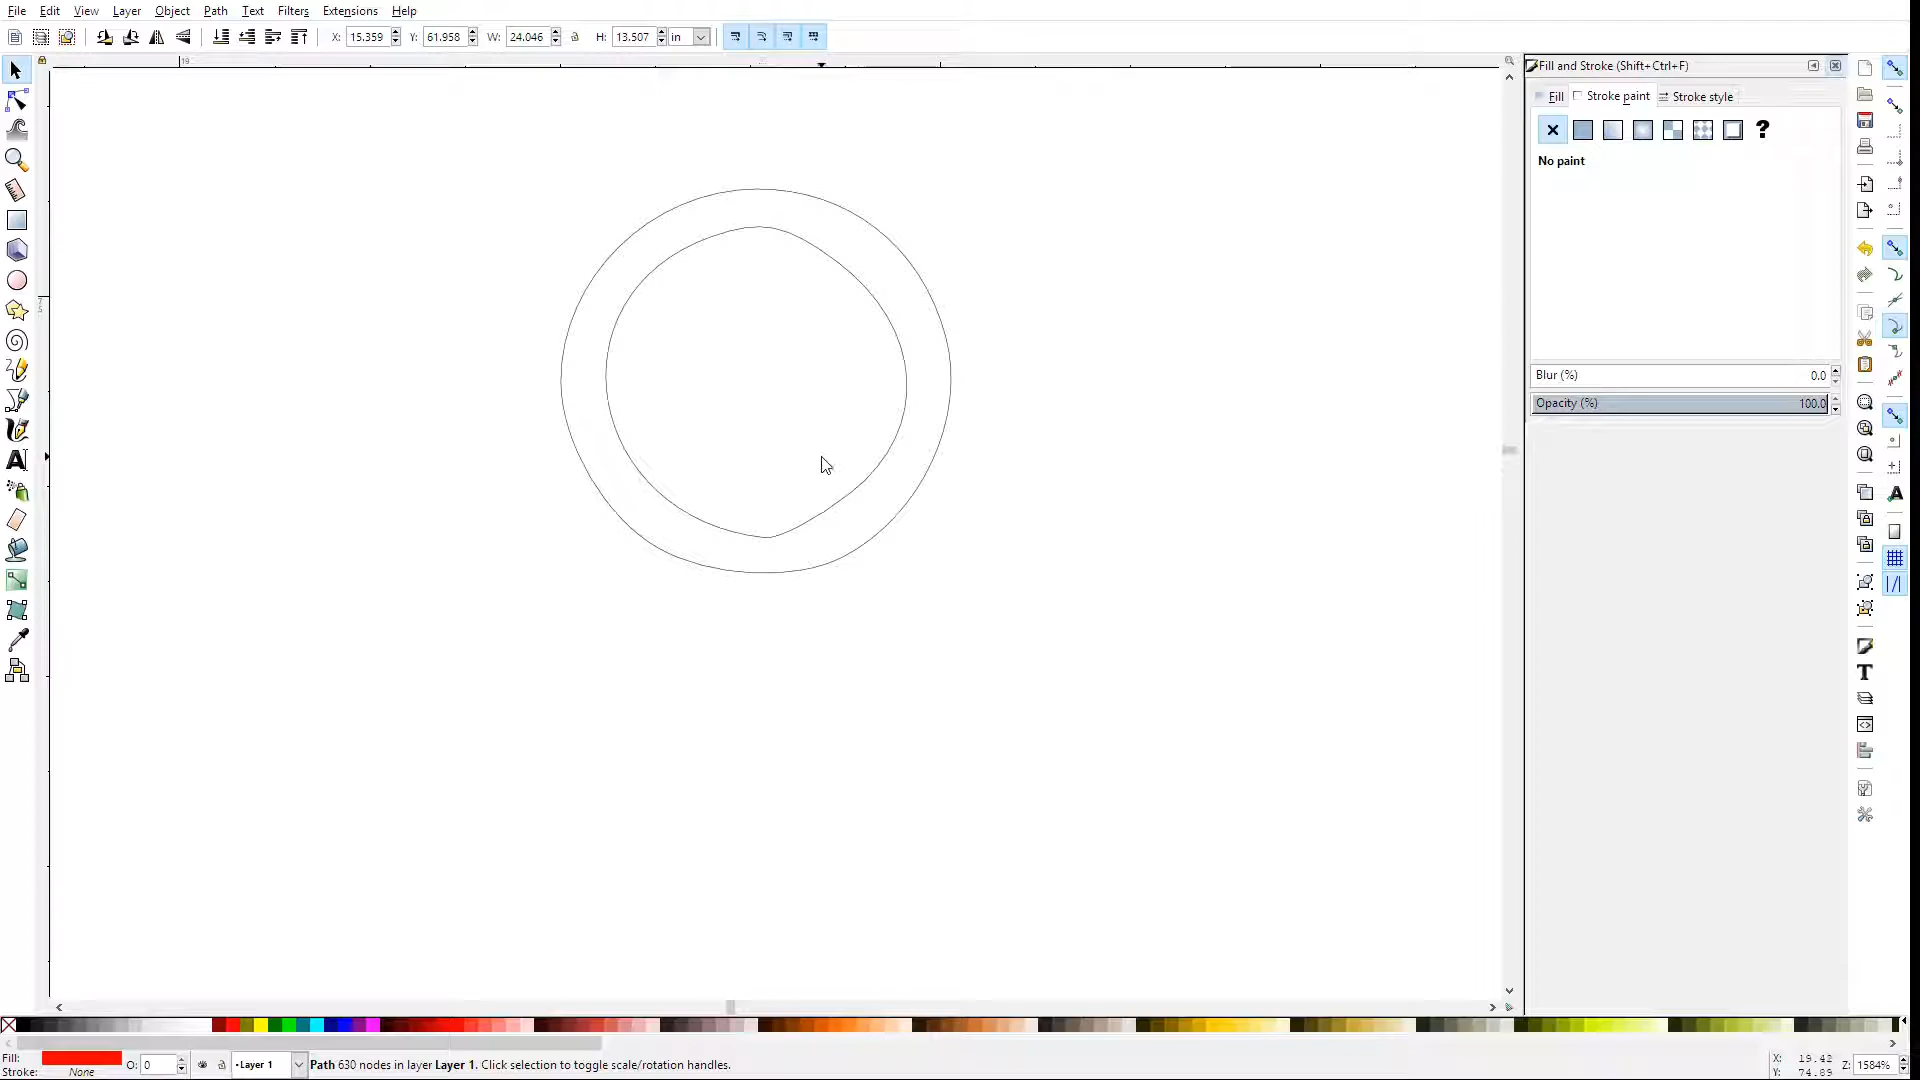 File Edit View Layer Object Path Text Filters Extensions Help
X: 15.359 Y: 61.958 W: 24.046 H: 13.507 in
19
Fill and Stroke (Shift+Ctrl+F)
Fill Stroke paint Stroke style
?
No paint
Blur (%) 0.0
Opacity (%) 100.0
Fill:
Stroke: None
O: 0
•Layer 1
Path 630 nodes in layer Layer 1. Click selection to toggle scale/rotation handles.
X: 19.42
Y: 74.89
Z: 1584%